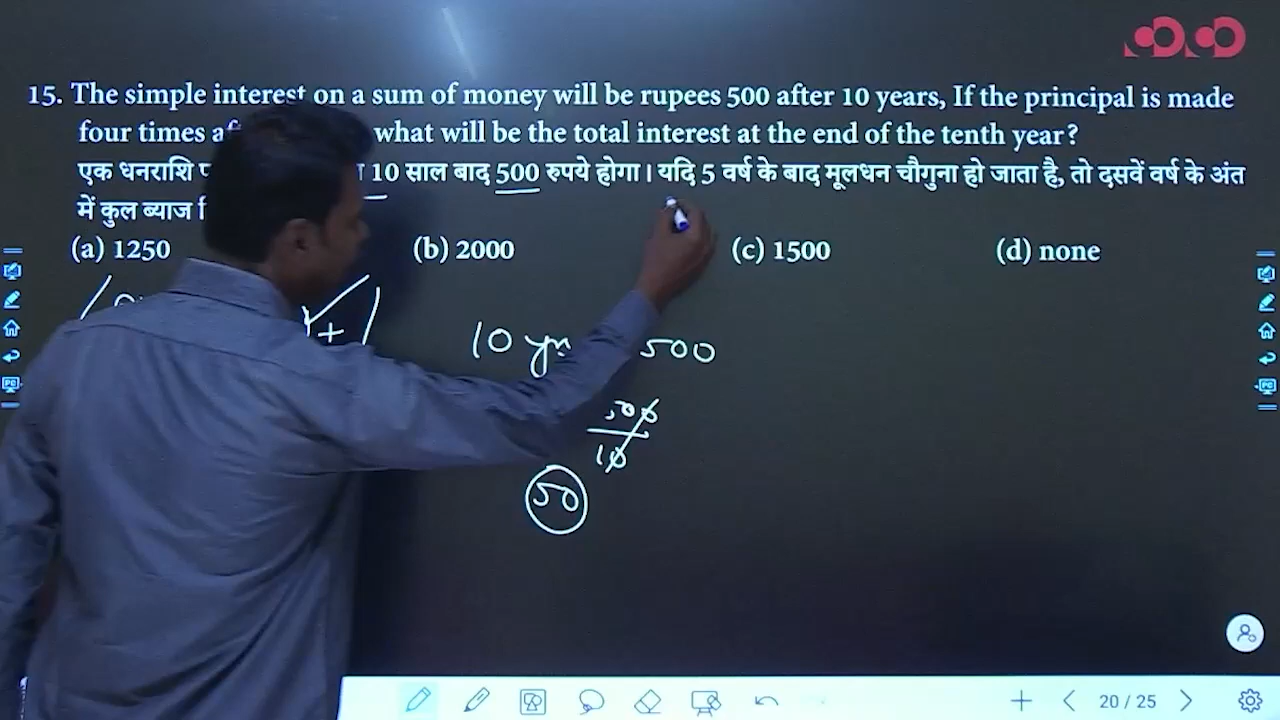 15. The simple interest on a sum of money will be rupees 500 after 10 years, If the principal is made
four times what will be the total interest at the end of the tenth year?
एक धनराशि 10 साल बाद 500 रुपये होगा। यदि 5 वर्ष के बाद मूलधन चौगुना हो जाता है, तो दसवें वर्ष के अंत
में कुल ब्याज
(a) 1250 (b) 2000 (c) 1500 (d) none
10 500
10
50
20 / 25